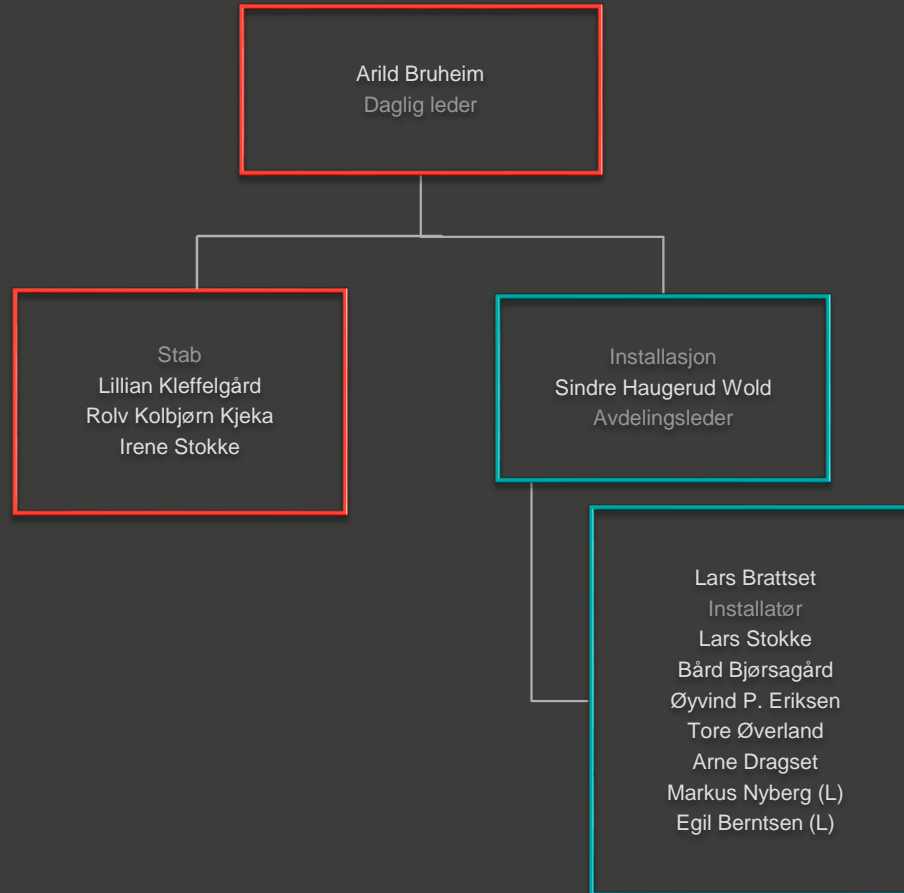 Arild Bruheim
Daglig leder
Stab
Lillian Kleffelgård
Rolv Kolbjørn Kjeka
Irene Stokke
Installasjon
Sindre Haugerud Wold
Avdelingsleder
Lars Brattset
Installatør
Lars Stokke
Bård Bjørsagård
Øyvind P. Eriksen
Tore Øverland
Arne Dragset
Markus Nyberg (L)
Egil Berntsen (L)